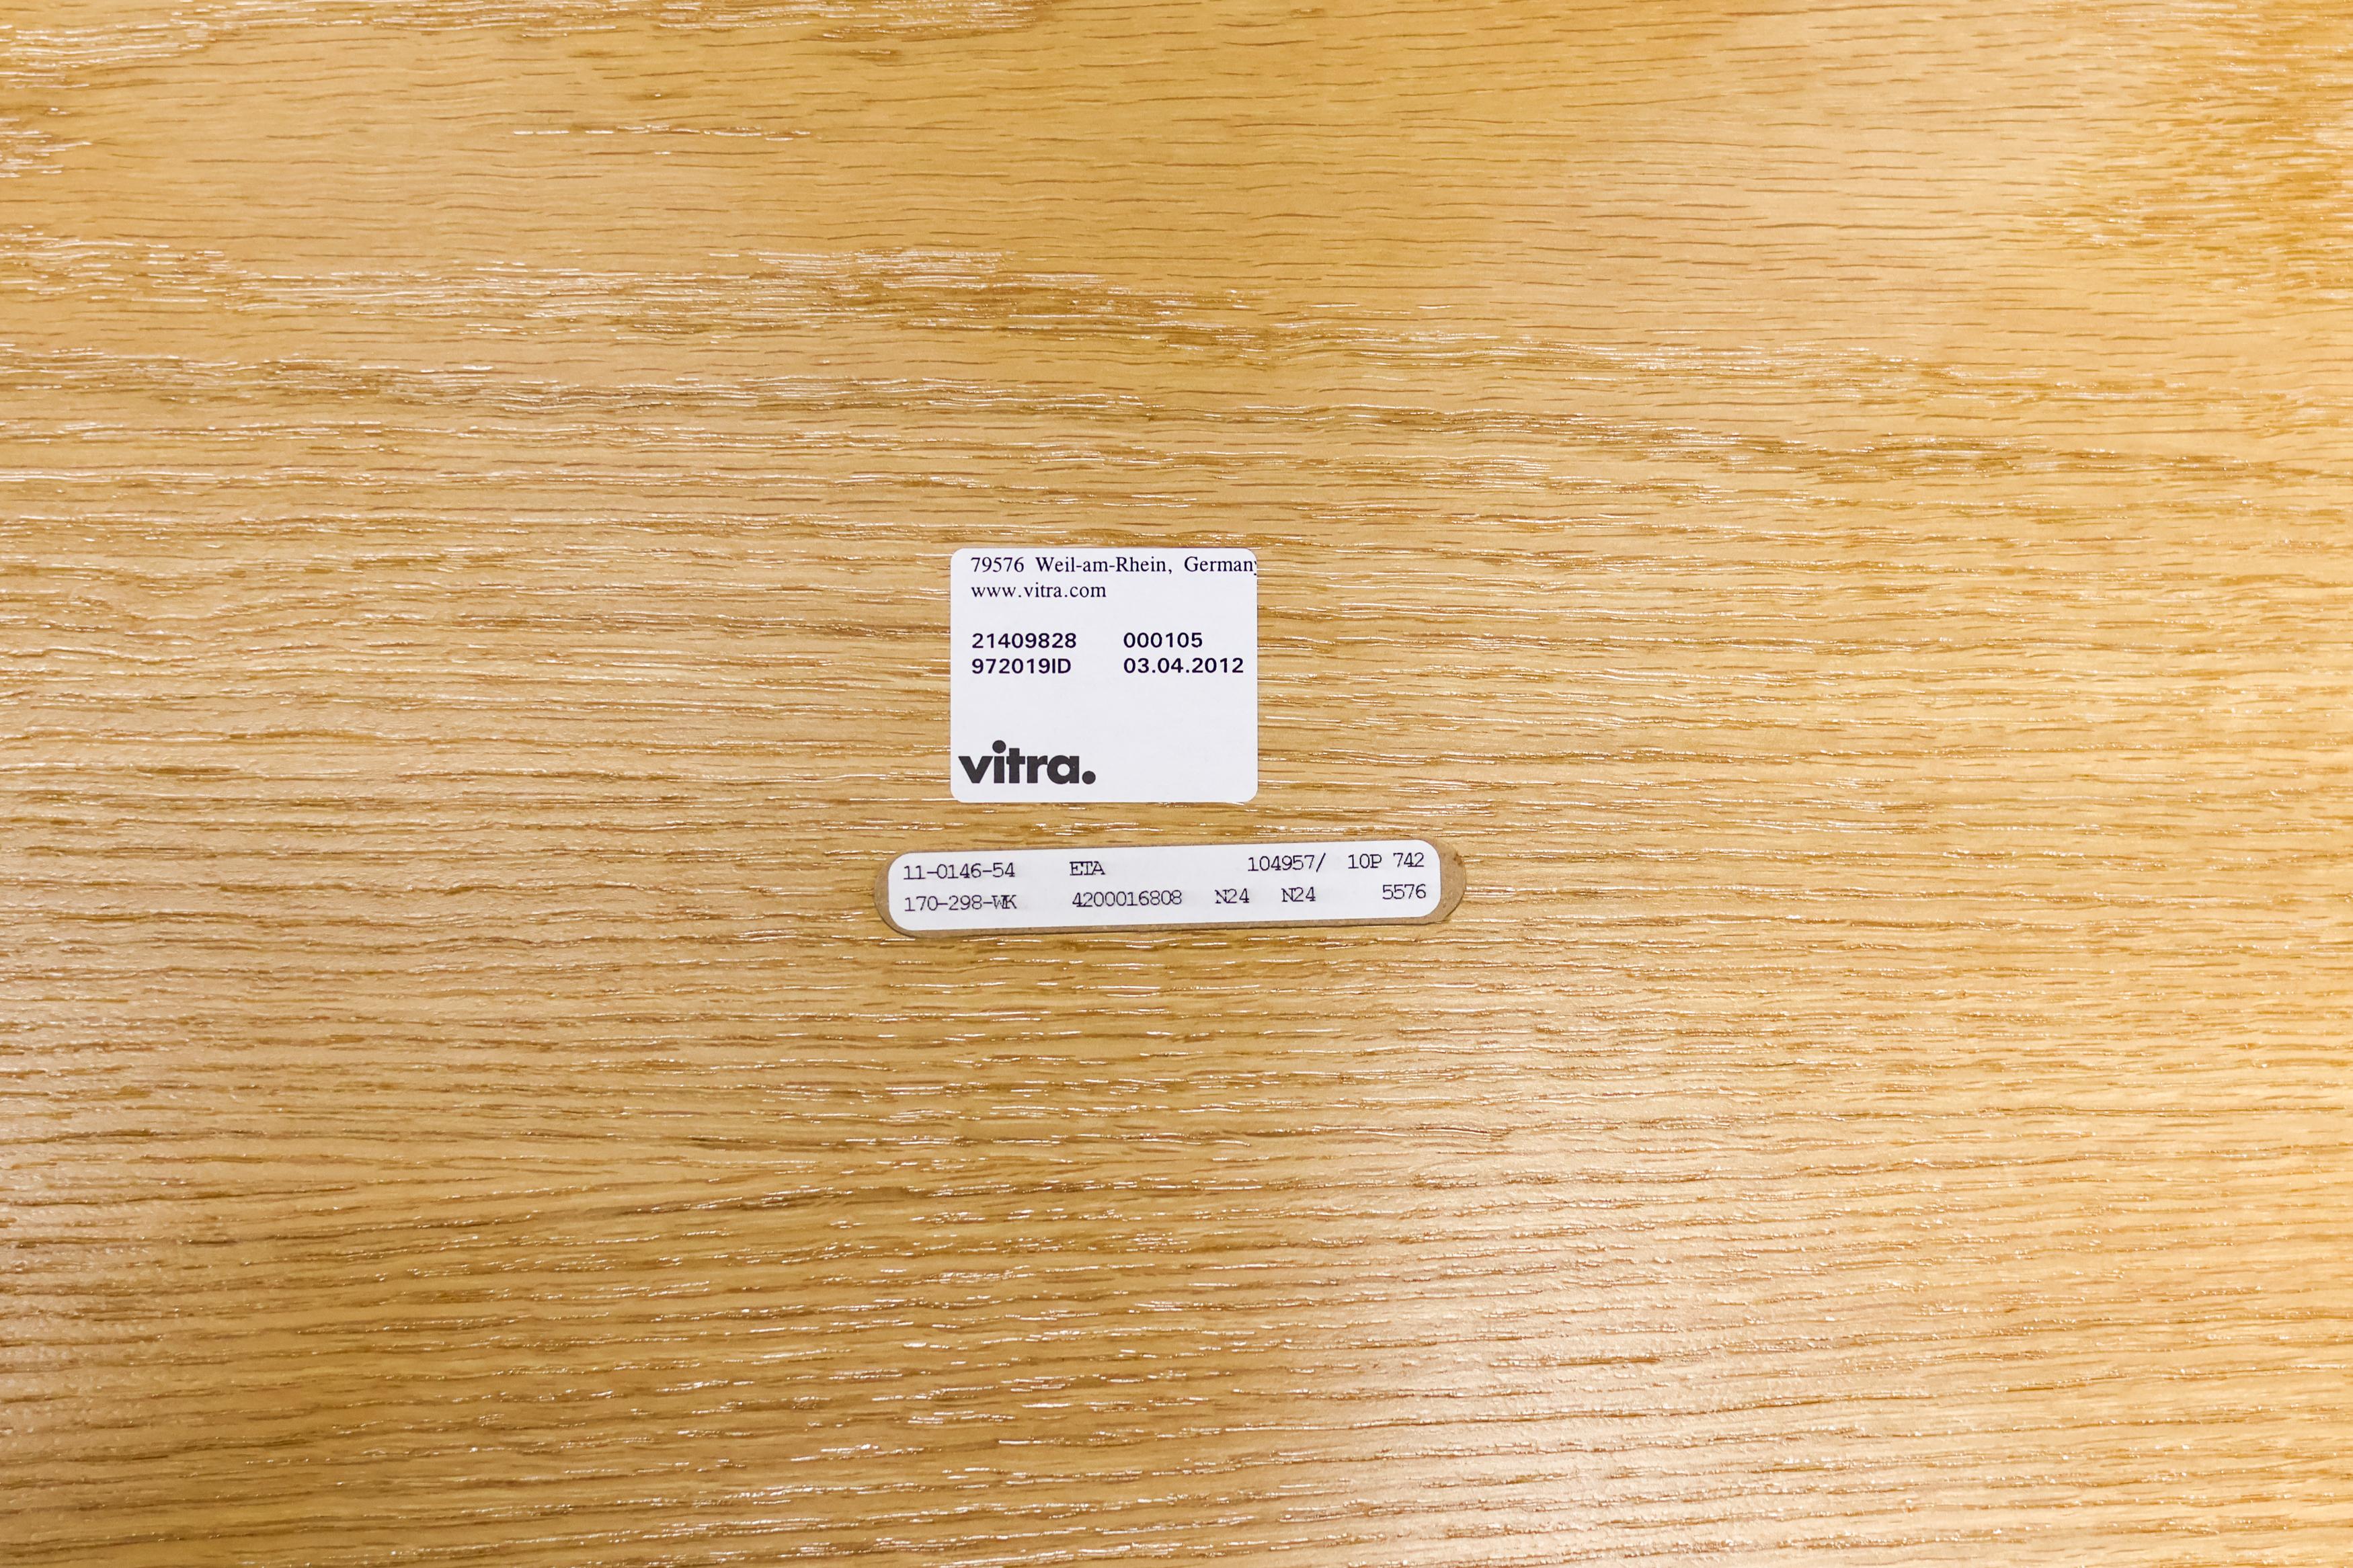 79576 Weil-am-Rhein, Germany
www.vitra.com
21409828 000105
972019ID 03.04.2012
vitra.
11-0146-54 ETA 104957/ 10P 742
170-298-WK 4200016808 N24 N24 5576